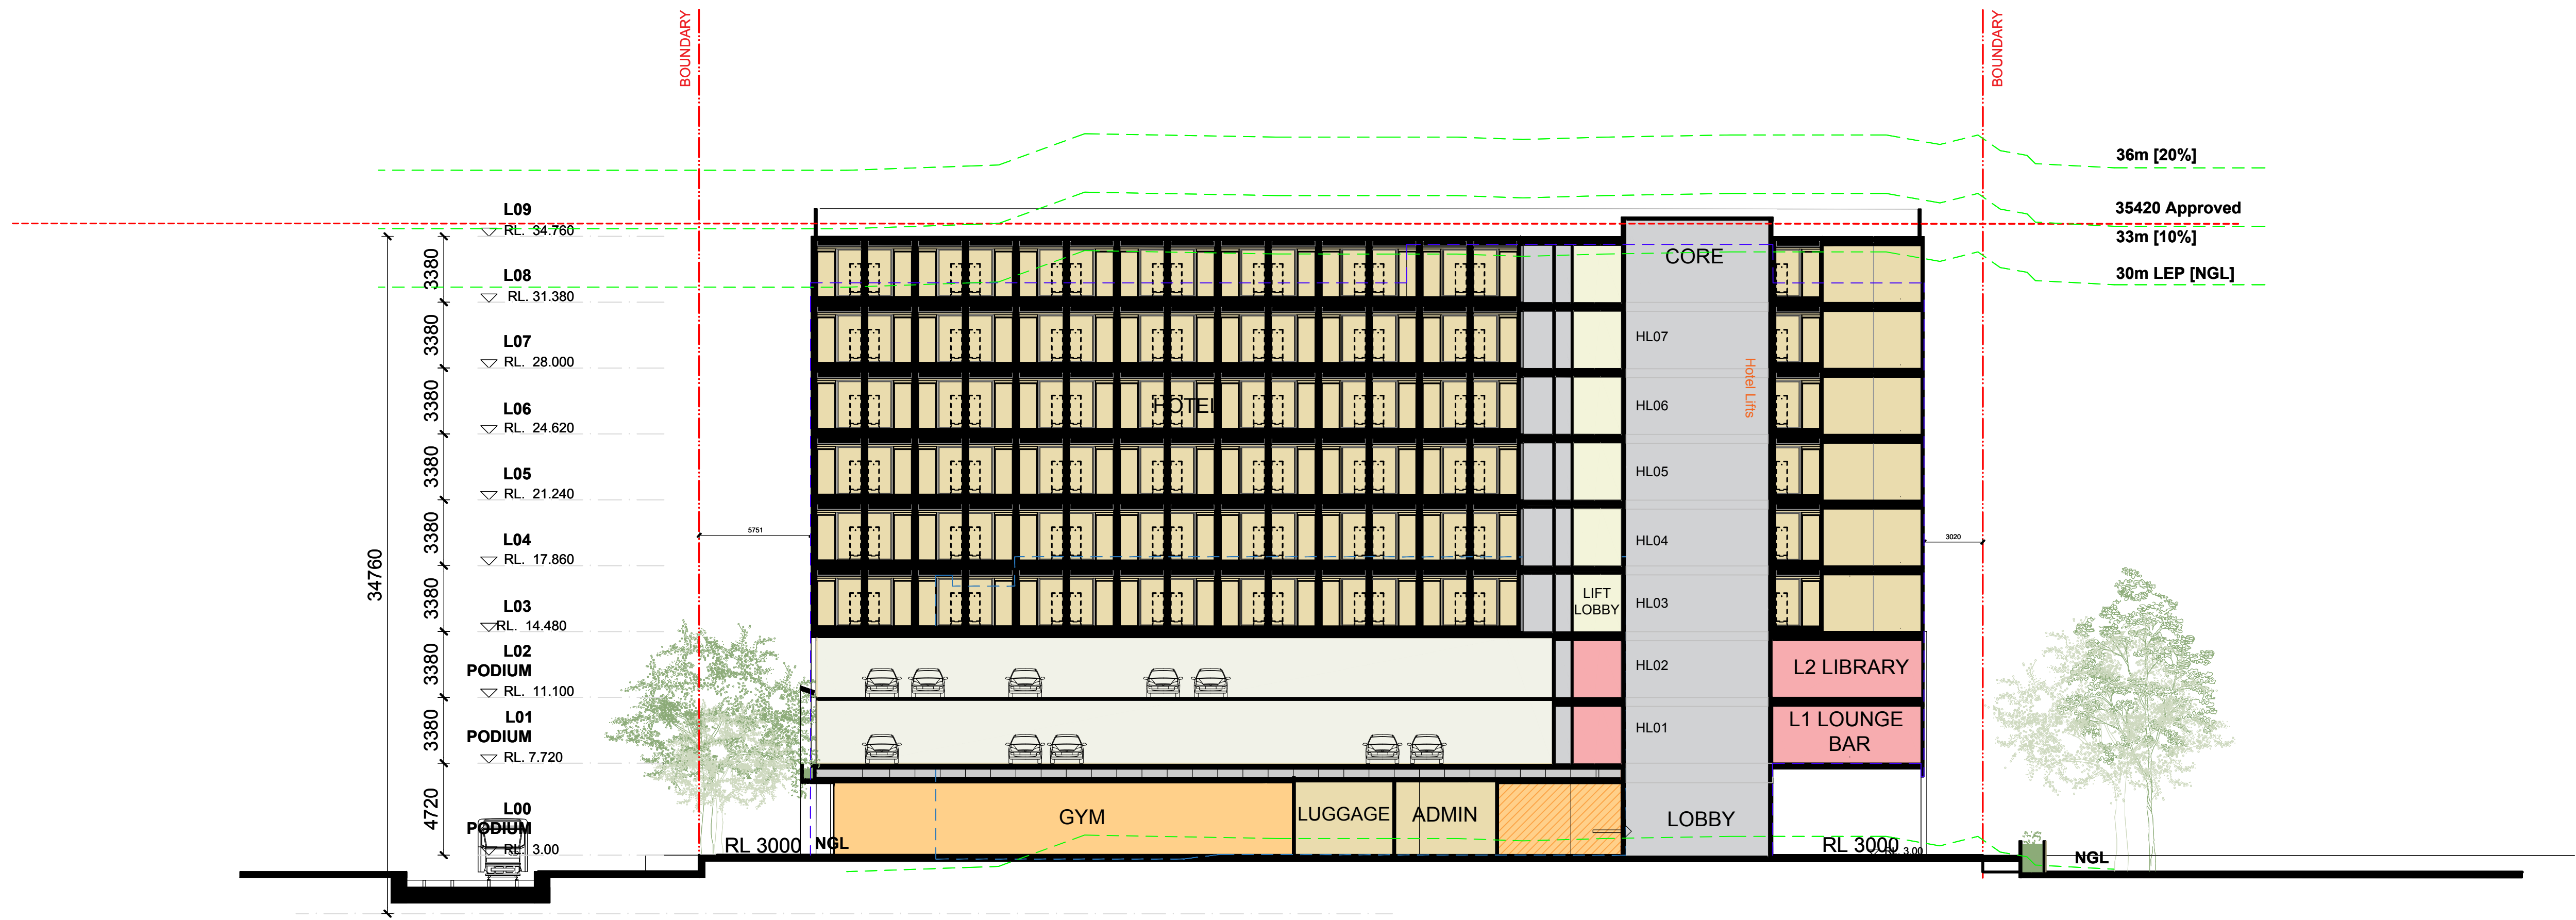 BOUNDARY
BOUNDARY
36m [20%]
35420 Approved
33m [10%]
30m LEP [NGL]
L09
RL. 34.760
3380
L08
RL. 31.380
3380
L07
RL. 28.000
3380
L06
RL. 24.620
3380
L05
RL. 21.240
3380
L04
RL. 17.860
3380
L03
RL. 14.480
3380
L02
PODIUM
RL. 11.100
3380
L01
PODIUM
RL. 7.720
4720
L00
PODIUM
RL. 3.00
34760
5751
3020
CORE
HOTEL
Hotel Lifts
HL07
HL06
HL05
HL04
HL03
HL02
HL01
LIFT
LOBBY
L2 LIBRARY
L1 LOUNGE
BAR
GYM
LUGGAGE
ADMIN
LOBBY
RL 3000
NGL
RL 3000
3.00
NGL